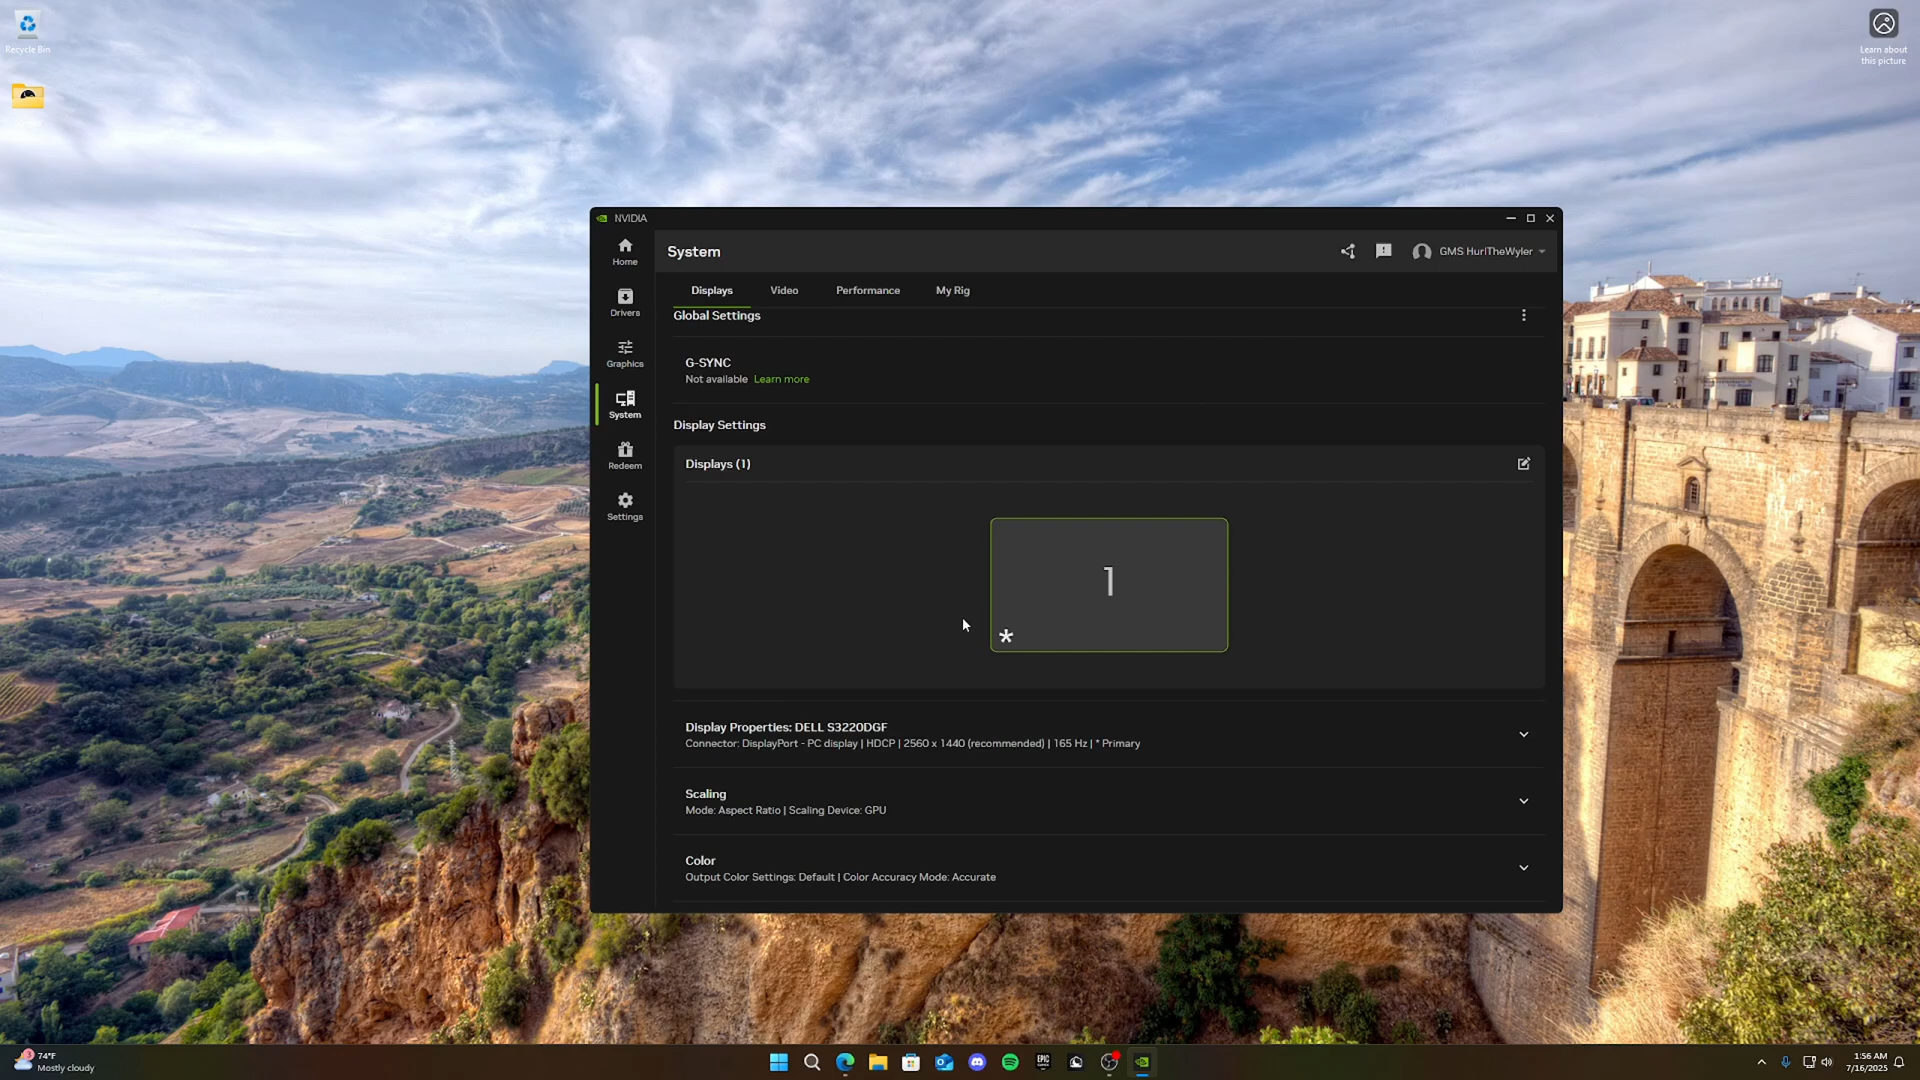 Recycle Bin
Learn about
this picture
NVIDIA
Home
Drivers
Graphics
System
Redeem
Settings
System
GMS HurlTheWyler
Displays
Video
Performance
My Rig
Global Settings
G-SYNC
Not available Learn more
Display Settings
Displays (1)
1
*
Display Properties: DELL S3220DGF
Connector: DisplayPort - PC display | HDCP | 2560 x 1440 (recommended) | 165 Hz | * Primary
Scaling
Mode: Aspect Ratio | Scaling Device: GPU
Color
Output Color Settings: Default | Color Accuracy Mode: Accurate
3
74°F
Mostly cloudy
EPIC
1:56 AM
7/16/2025